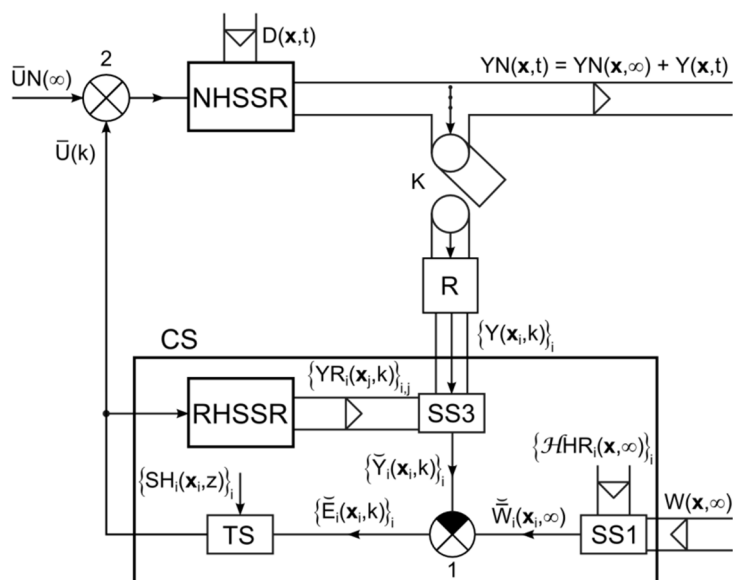 D(x,t)
2
ŪN(∞)
NHSSR
YN(x,t) = YN(x,∞) + Y(x,t)
Ū(k)
K
R
{Y(xᵢ,k)}ᵢ
CS
{YRᵢ(xⱼ,k)}ᵢ,ⱼ
RHSSR
SS3
{ℋHRᵢ(x,∞)}ᵢ
{Y̆ᵢ(xᵢ,k)}ᵢ
{SHᵢ(xᵢ,z)}ᵢ
W(x,∞)
{Ĕᵢ(xᵢ,k)}ᵢ
W̄̆ᵢ(xᵢ,∞)
TS
SS1
1